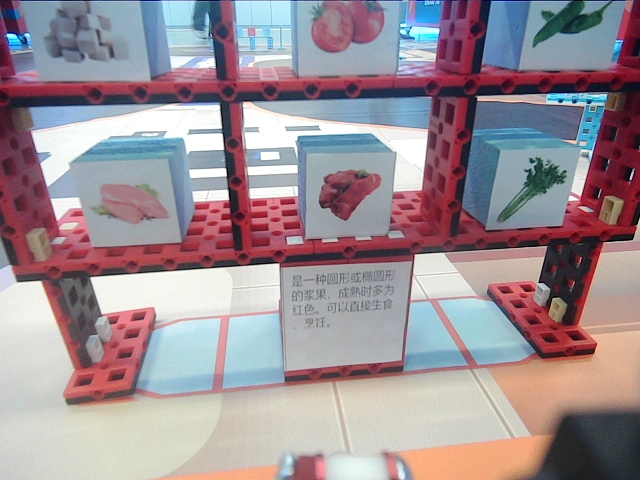 是一种圆形或椭圆形
的浆果，成熟时多为
红色。可以直接生食
、烹饪。